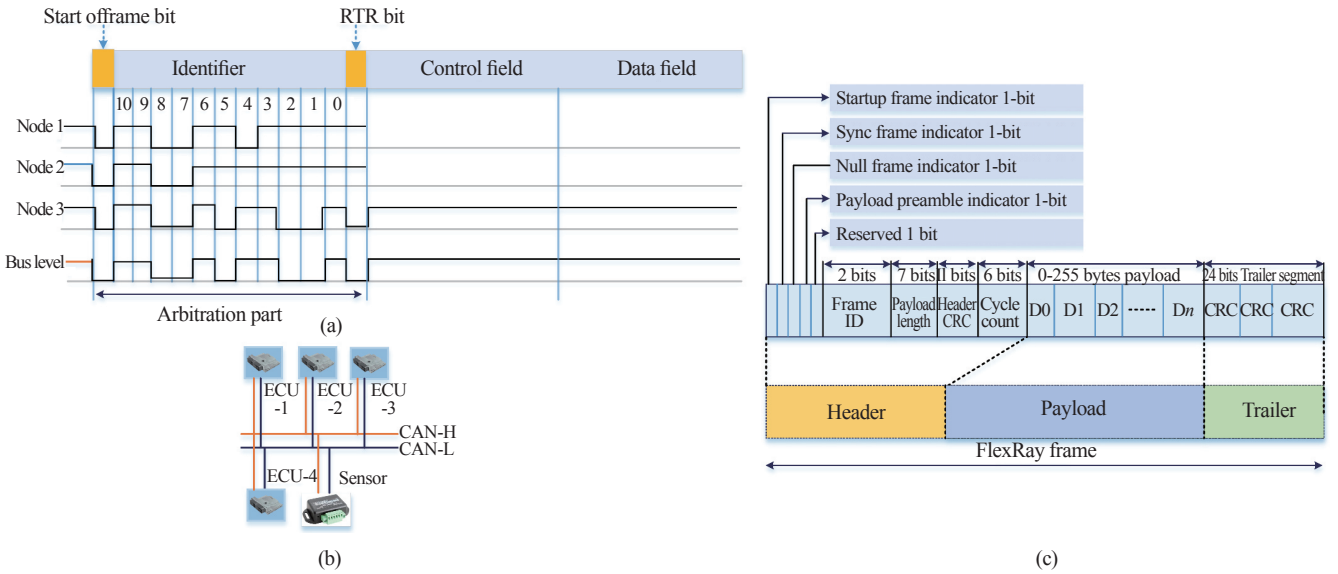 Start offrame bit
RTR bit
Identifier
Control field
Data field
10 9 8 7 6 5 4 3 2 1 0
Node 1
Node 2
Node 3
Bus level
Arbitration part
(a)
ECU
-1
ECU
-2
ECU
-3
CAN-H
CAN-L
ECU-4
Sensor
(b)
Startup frame indicator 1-bit
Sync frame indicator 1-bit
Null frame indicator 1-bit
Payload preamble indicator 1-bit
Reserved 1 bit
2 bits
7 bits
II bits
6 bits
0-255 bytes payload
24 bits Trailer segment
Frame
ID
Payload
length
Header
CRC
Cycle
count
D0
D1
D2
-----
Dn
CRC
CRC
CRC
Header
Payload
Trailer
FlexRay frame
(c)